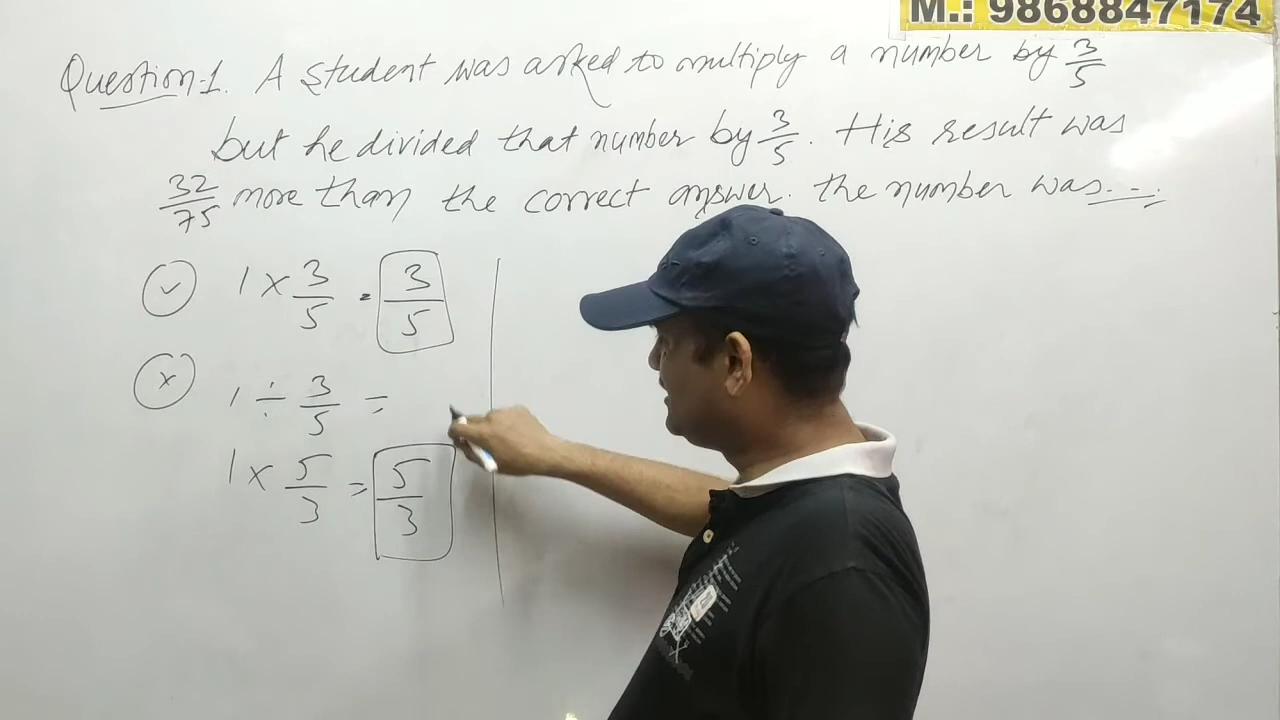 M.: 9868847174
Question-1. A student was asked to multiply a number by 3/5
but he divided that number by 3/5. His result was
32/75 more than the correct answer. the number was....
✓ 1 × 3/5 = 3/5
x 1 ÷ 3/5 =
1 × 5/3 = 5/3